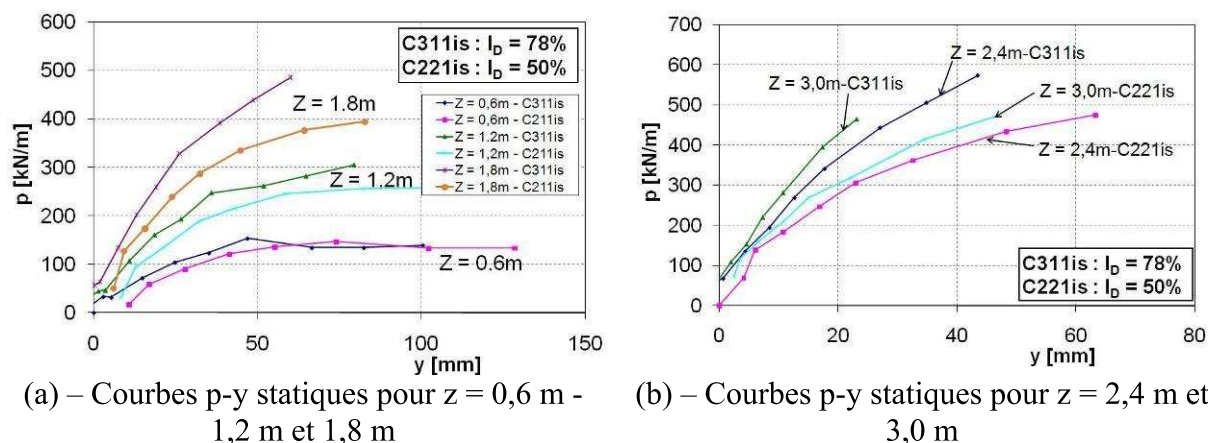 600
500
400
300
200
100
0
p [kN/m]
0
50
100
150
y [mm]
C311is : ID = 78%
C221is : ID = 50%
Z = 0,6m - C311is
Z = 0,6m - C211is
Z = 1.2m - C311is
Z = 1,2m - C211is
Z = 1,8m - C311is
Z = 1,8m - C211is
Z = 1.8m
Z = 1.2m
Z = 0.6m
(a) – Courbes p-y statiques pour z = 0,6 m -
1,2 m et 1,8 m
700
600
500
400
300
200
100
0
p [kN/m]
0
20
40
60
80
y [mm]
Z = 2,4m-C311is
Z = 3,0m-C311is
Z = 3,0m-C221is
Z = 2,4m-C221is
C311is : ID = 78%
C221is : ID = 50%
(b) – Courbes p-y statiques pour z = 2,4 m et
3,0 m